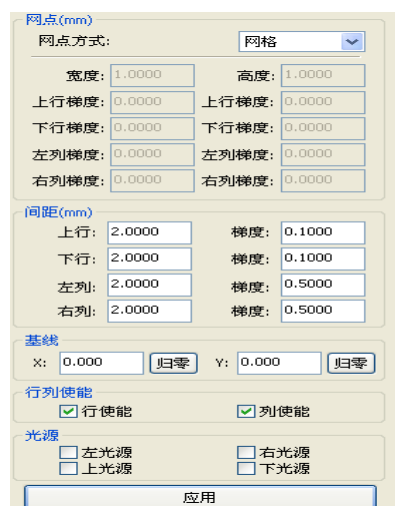 网点(mm)
网点方式: 网格
宽度: 1.0000 高度: 1.0000
上行梯度: 0.0000 上行梯度: 0.0000
下行梯度: 0.0000 下行梯度: 0.0000
左列梯度: 0.0000 左列梯度: 0.0000
右列梯度: 0.0000 右列梯度: 0.0000
间距(mm)
上行: 2.0000 梯度: 0.1000
下行: 2.0000 梯度: 0.1000
左列: 2.0000 梯度: 0.5000
右列: 2.0000 梯度: 0.5000
基线
X: 0.000 归零 Y: 0.000 归零
行列使能
行使能 列使能
光源
左光源 右光源
上光源 下光源
应用